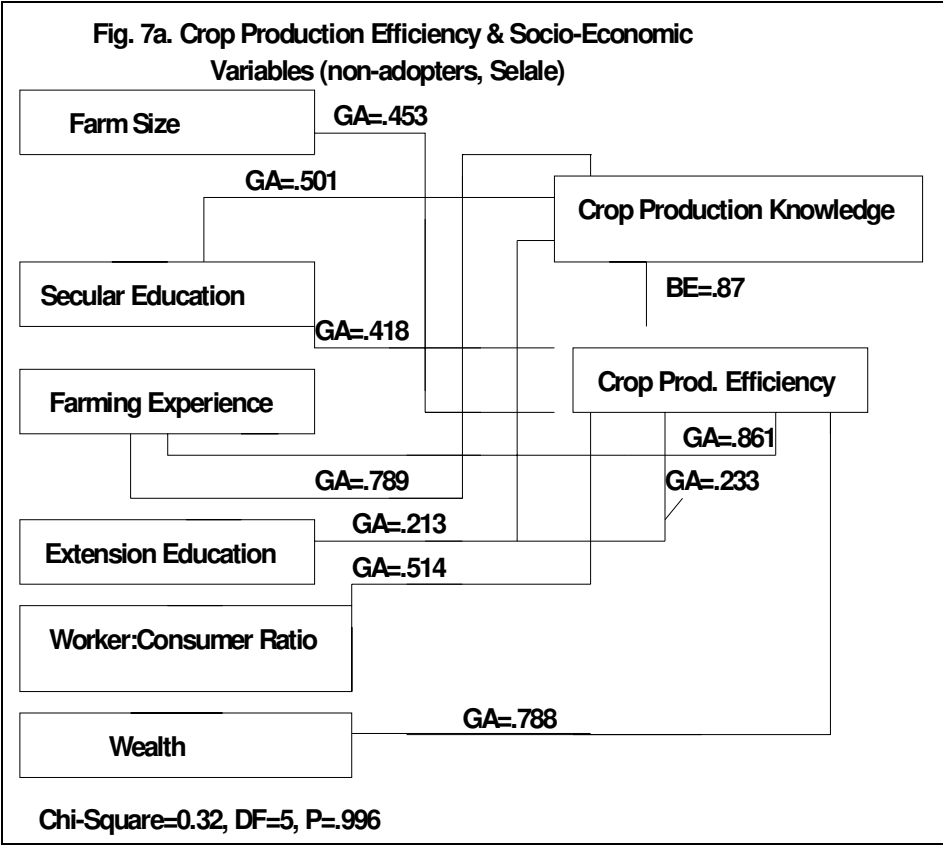 Fig. 7a. Crop Production Efficiency & Socio-Economic
Variables (non-adopters, Selale)
Farm Size
GA=.453
GA=.501
Crop Production Knowledge
Secular Education
BE=.87
GA=.418
Crop Prod. Efficiency
Farming Experience
GA=.861
GA=.789
GA=.233
GA=.213
Extension Education
GA=.514
Worker:Consumer Ratio
GA=.788
Wealth
Chi-Square=0.32, DF=5, P=.996